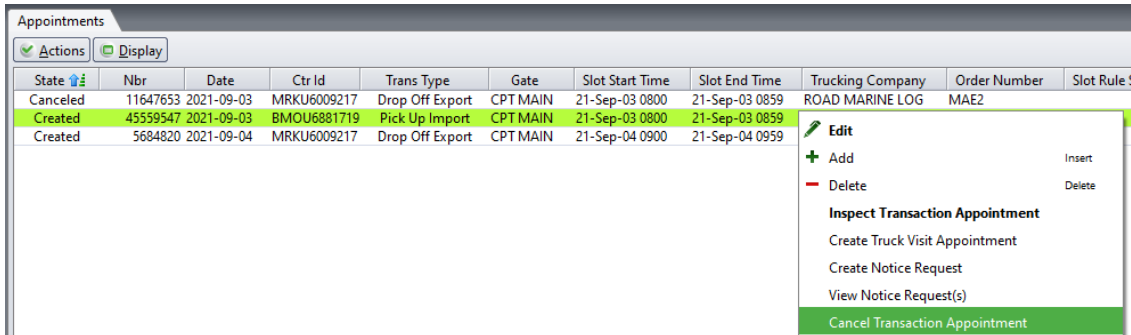 Appointments
Actions Display
State Nbr Date Ctr Id Trans Type Gate Slot Start Time Slot End Time Trucking Company Order Number Slot Rule S
Canceled 11647653 2021-09-03 MRKU6009217 Drop Off Export CPT MAIN 21-Sep-03 0800 21-Sep-03 0859 ROAD MARINE LOG MAE2
Created 45559547 2021-09-03 BMOU6881719 Pick Up Import CPT MAIN 21-Sep-03 0800 21-Sep-03 0859
Created 5684820 2021-09-04 MRKU6009217 Drop Off Export CPT MAIN 21-Sep-04 0900 21-Sep-04 0959
Edit
Add Insert
Delete Delete
Inspect Transaction Appointment
Create Truck Visit Appointment
Create Notice Request
View Notice Request(s)
Cancel Transaction Appointment